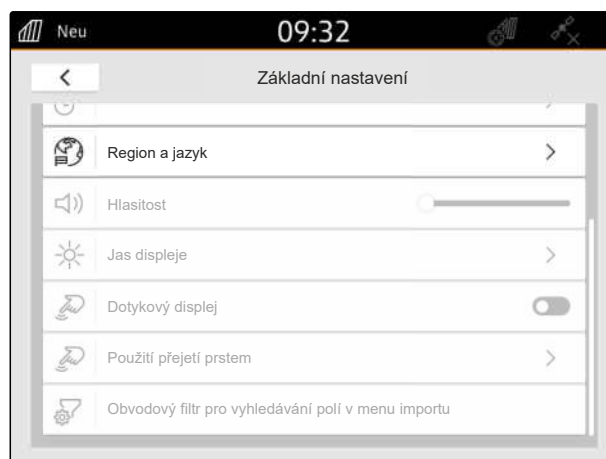 Neu
09:32
Základní nastavení
Region a jazyk
Hlasitost
Jas displeje
Dotykový displej
Použití přejetí prstem
Obvodový filtr pro vyhledávání polí v menu importu